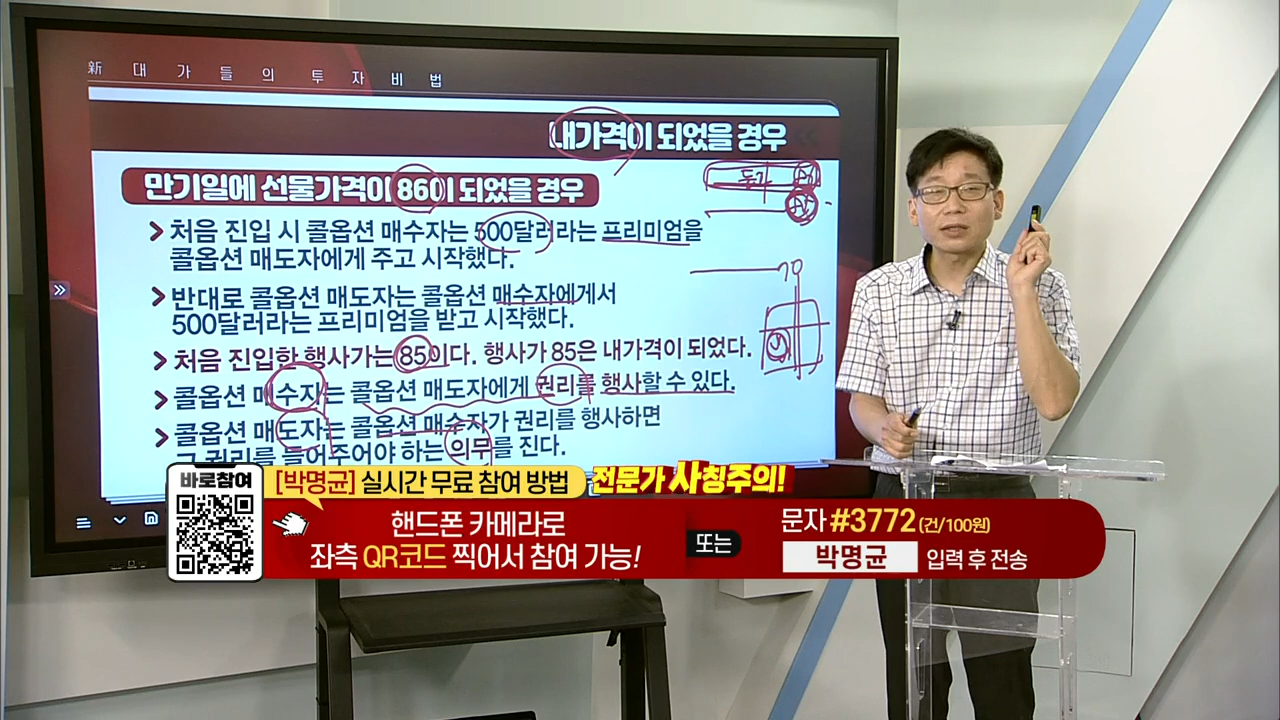 新 대 가 들 의 투 자 비 법
내가격이 되었을 경우
만기일에 선물가격이 86이 되었을 경우
처음 진입 시 콜옵션 매수자는 500달러라는 프리미엄을
콜옵션 매도자에게 주고 시작했다.
반대로 콜옵션 매도자는 콜옵션 매수자에게서
500달러라는 프리미엄을 받고 시작했다.
처음 진입한 행사가는 85이다. 행사가 85은 내가격이 되었다.
콜옵션 매수자는 콜옵션 매도자에게 권리를 행사할 수 있다.
콜옵션 매도자는 콜옵션 매수자가 권리를 행사하면
그 권리를 들어주어야 하는 의무를 진다.
바로참여
[박명균] 실시간 무료 참여 방법
전문가 사칭주의!
핸드폰 카메라로
좌측 QR코드 찍어서 참여 가능!
또는
문자 #3772 (건/100원)
박명균 입력 후 전송